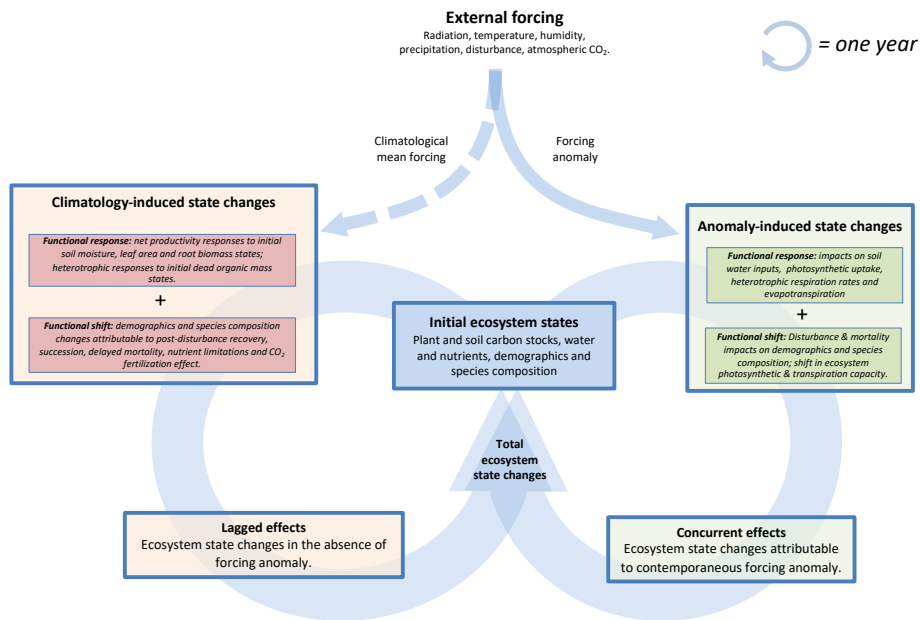 External forcing
Radiation, temperature, humidity,
precipitation, disturbance, atmospheric CO₂.
= one year
Climatological
mean forcing
Forcing
anomaly
Climatology-induced state changes
Functional response: net productivity responses to initial
soil moisture, leaf area and root biomass states;
heterotrophic responses to initial dead organic mass
states.
+
Functional shift: demographics and species composition
changes attributable to post-disturbance recovery,
succession, delayed mortality, nutrient limitations and CO₂
fertilization effect.
Anomaly-induced state changes
Functional response: impacts on soil
water inputs, photosynthetic uptake,
heterotrophic respiration rates and
evapotranspiration
+
Functional shift: Disturbance & mortality
impacts on demographics and species
composition; shift in ecosystem
photosynthetic & transpiration capacity.
Initial ecosystem states
Plant and soil carbon stocks, water
and nutrients, demographics and
species composition
Total
ecosystem
state changes
Lagged effects
Ecosystem state changes in the absence of
forcing anomaly.
Concurrent effects
Ecosystem state changes attributable
to contemporaneous forcing anomaly.